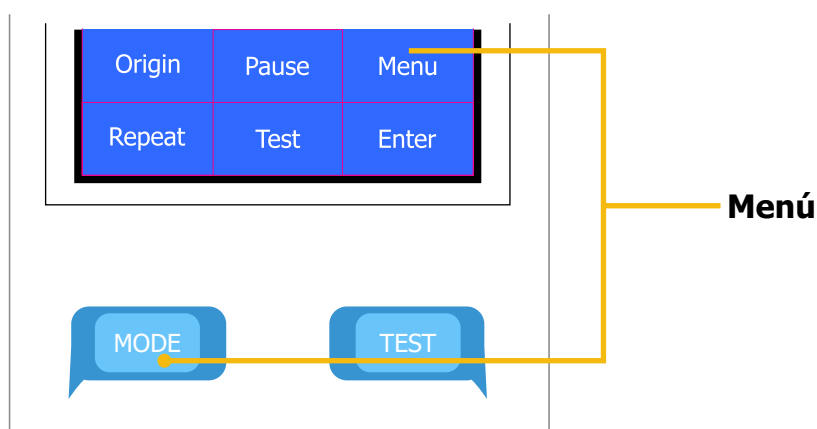 Origin Pause Menu
Repeat Test Enter
Menú
MODE TEST